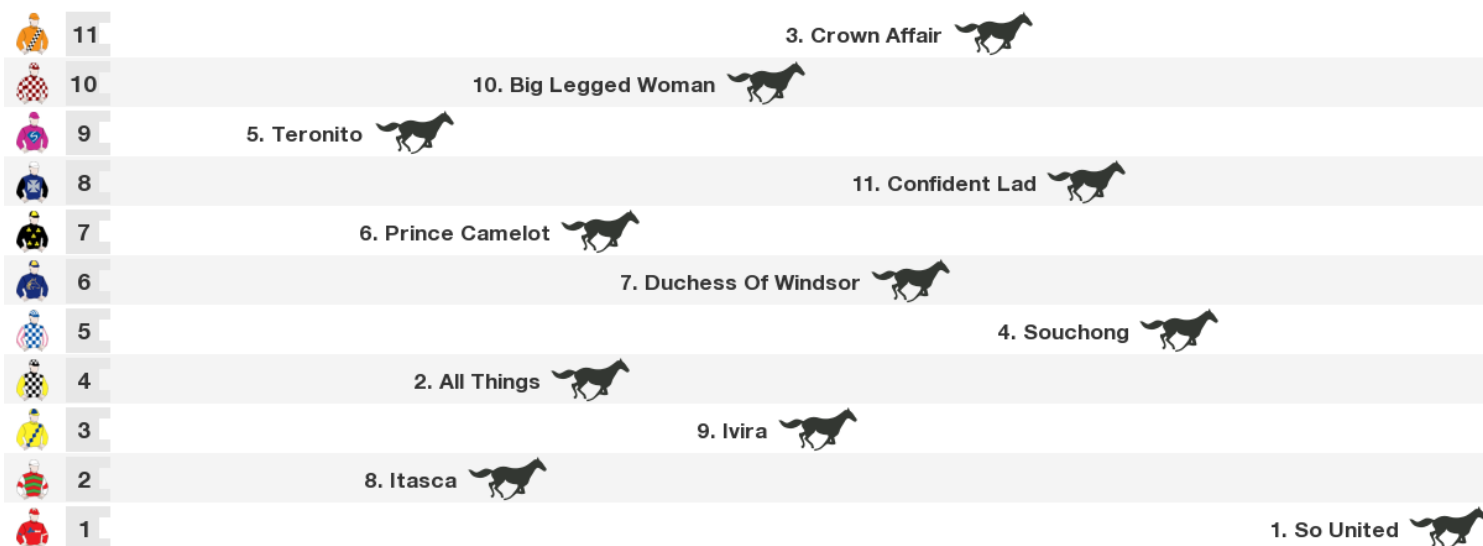 11 3. Crown Affair
10 10. Big Legged Woman
9 5. Teronito
8 11. Confident Lad
7 6. Prince Camelot
6 7. Duchess Of Windsor
5 4. Souchong
4 2. All Things
3 9. Ivira
2 8. Itasca
1 1. So United